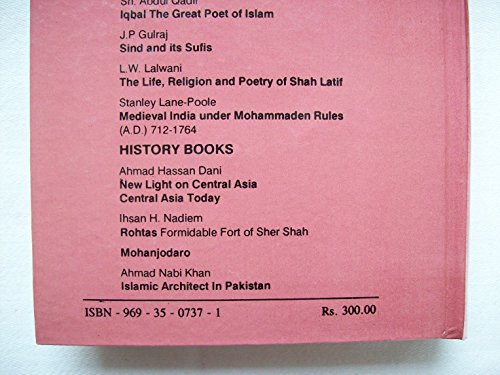 Sh. Abdul Qadir
Iqbal The Great Poet of Islam
J.P Gulraj
Sind and its Sufis
L.W. Lalwani
The Life, Religion and Poetry of Shah Latif
Stanley Lane-Poole
Medieval India under Mohammaden Rules
(A.D.) 712-1764
HISTORY BOOKS
Ahmad Hassan Dani
New Light on Central Asia
Central Asia Today
Ihsan H. Nadiem
Rohtas Formidable Fort of Sher Shah
Mohanjodaro
Ahmad Nabi Khan
Islamic Architect In Pakistan
ISBN - 969 - 35 - 0737 - 1 Rs. 300.00